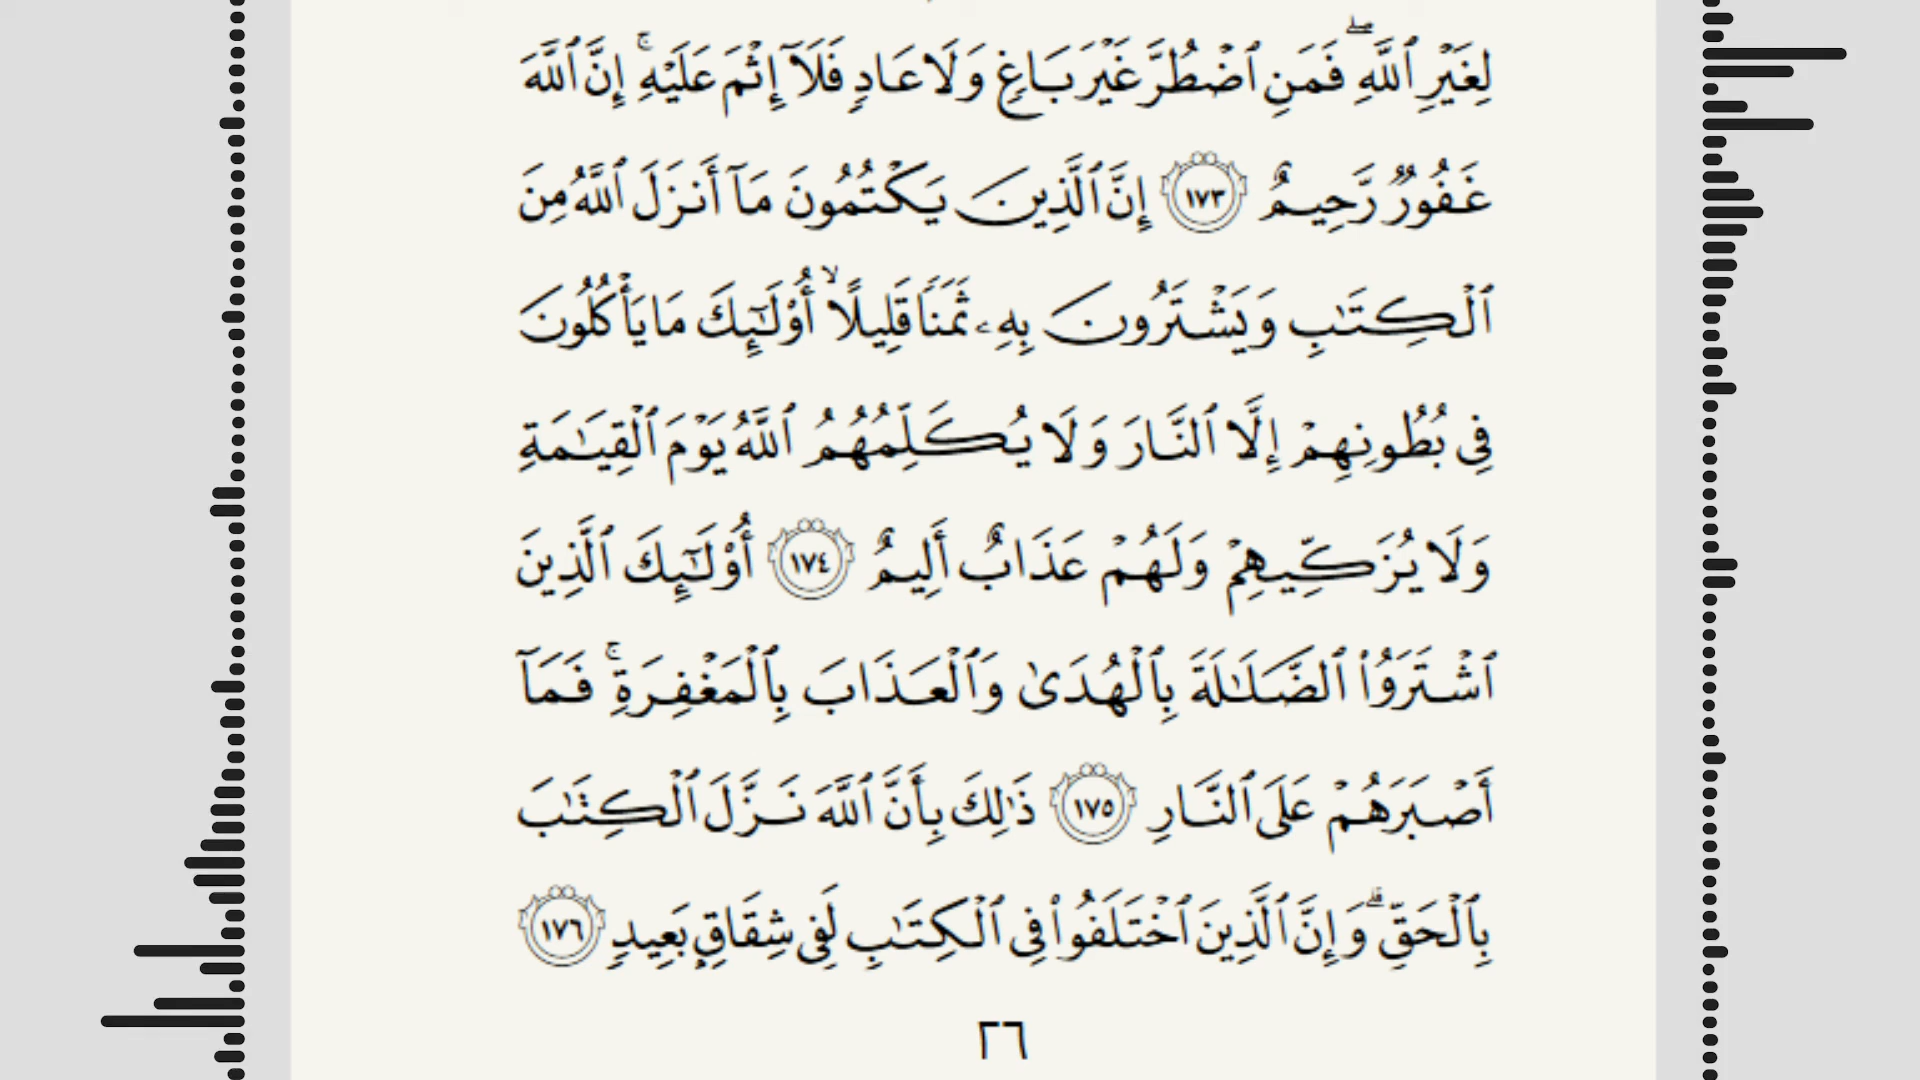 لِغَيْرِ ٱللَّهِ ۖ فَمَنِ ٱضْطُرَّ غَيْرَ بَاغٍ وَلَا عَادٍ فَلَآ إِثْمَ عَلَيْهِ ۚ إِنَّ ٱللَّهَ
غَفُورٌ رَّحِيمٌ ١٧٣ إِنَّ ٱلَّذِينَ يَكْتُمُونَ مَآ أَنزَلَ ٱللَّهُ مِنَ
ٱلْكِتَٰبِ وَيَشْتَرُونَ بِهِۦ ثَمَنًا قَلِيلًا ۙ أُو۟لَٰٓئِكَ مَا يَأْكُلُونَ
فِى بُطُونِهِمْ إِلَّا ٱلنَّارَ وَلَا يُكَلِّمُهُمُ ٱللَّهُ يَوْمَ ٱلْقِيَٰمَةِ
وَلَا يُزَكِّيهِمْ وَلَهُمْ عَذَابٌ أَلِيمٌ ١٧٤ أُو۟لَٰٓئِكَ ٱلَّذِينَ
ٱشْتَرَوُا۟ ٱلضَّلَٰلَةَ بِٱلْهُدَىٰ وَٱلْعَذَابَ بِٱلْمَغْفِرَةِ ۚ فَمَآ
أَصْبَرَهُمْ عَلَى ٱلنَّارِ ١٧٥ ذَٰلِكَ بِأَنَّ ٱللَّهَ نَزَّلَ ٱلْكِتَٰبَ
بِٱلْحَقِّ ۗ وَإِنَّ ٱلَّذِينَ ٱخْتَلَفُوا۟ فِى ٱلْكِتَٰبِ لَفِى شِقَاقٍۭ بَعِيدٍ ١٧٦
٢٦